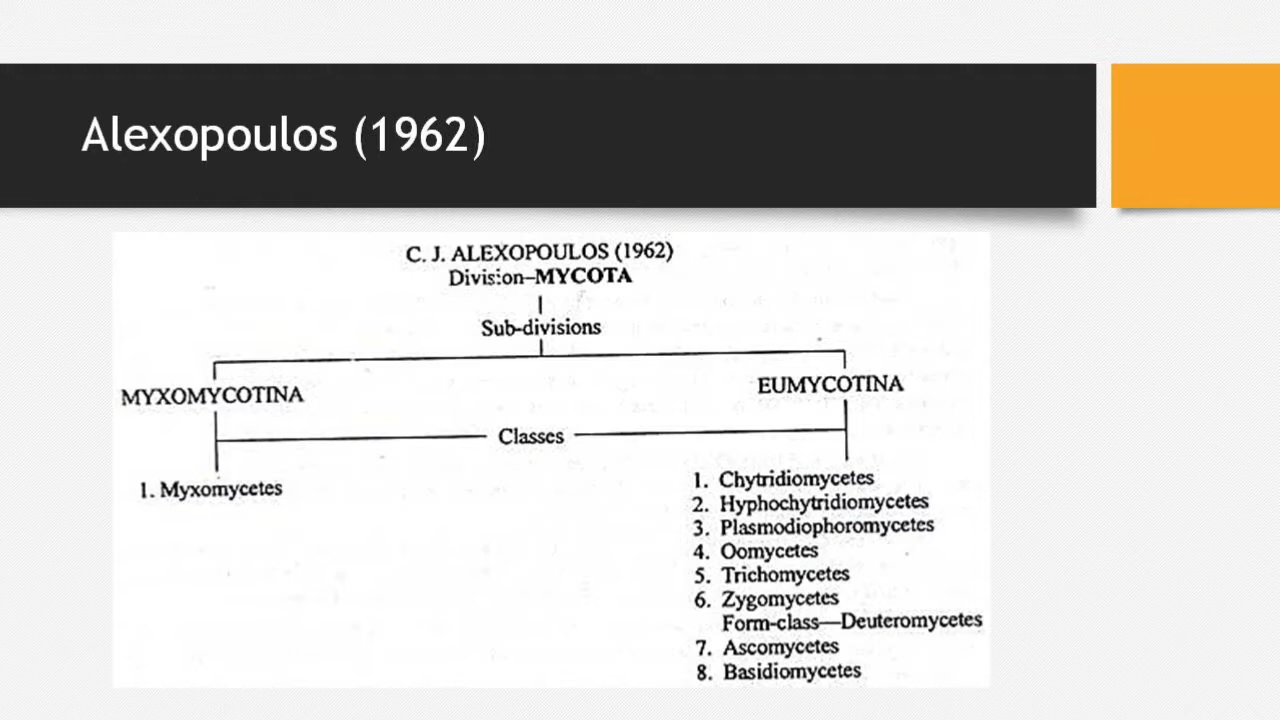 Alexopoulos (1962)
C. J. ALEXOPOULOS (1962)
Division–MYCOTA
Sub-divisions
MYXOMYCOTINA
EUMYCOTINA
Classes
1. Myxomycetes
1. Chytridiomycetes
2. Hyphochytridiomycetes
3. Plasmodiophoromycetes
4. Oomycetes
5. Trichomycetes
6. Zygomycetes
Form-class—Deuteromycetes
7. Ascomycetes
8. Basidiomycetes